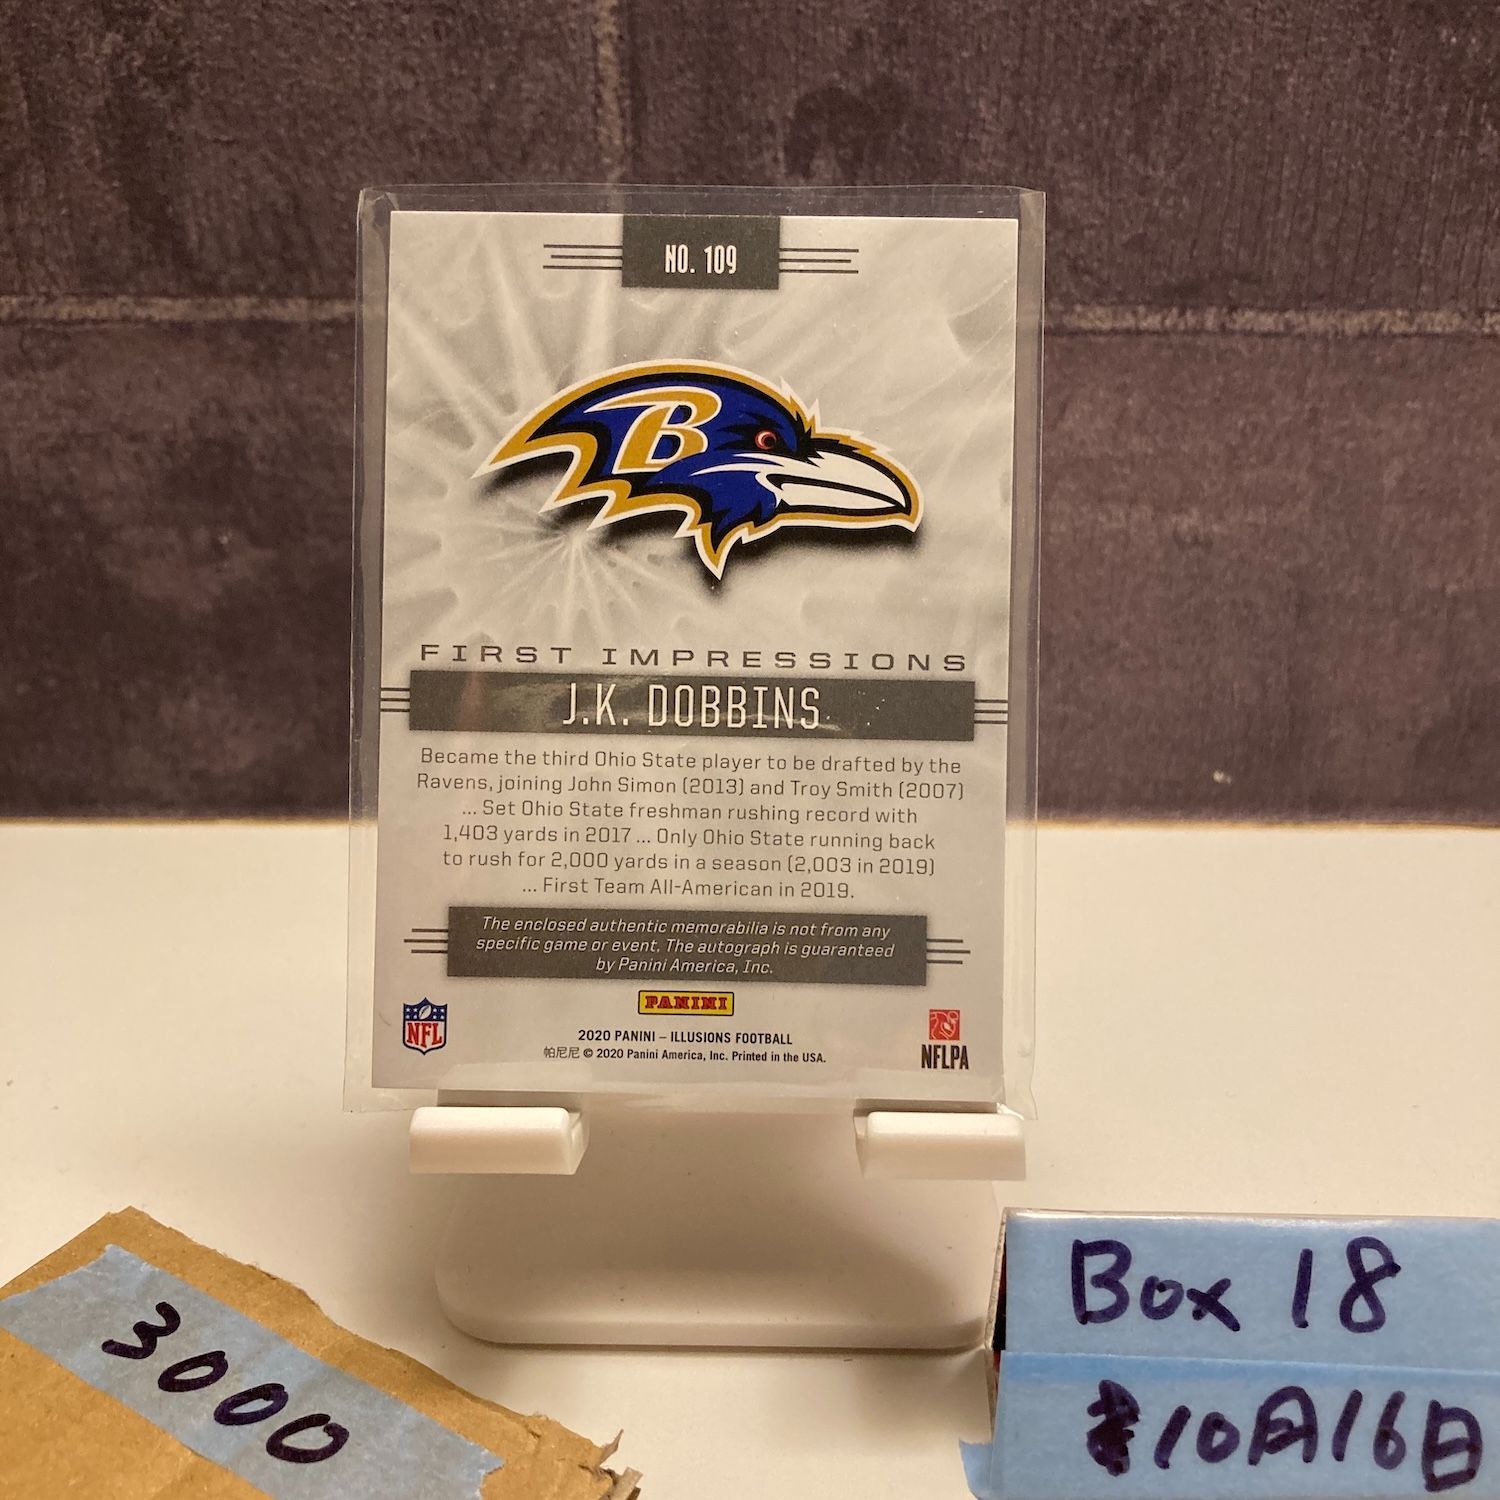 NO. 109
B
FIRST IMPRESSIONS
J.K. DOBBINS
Became the third Ohio State player to be drafted by the
Ravens, joining John Simon (2013) and Troy Smith (2007)
... Set Ohio State freshman rushing record with
1,403 yards in 2017 ... Only Ohio State running back
to rush for 2,000 yards in a season (2,003 in 2019)
... First Team All-American in 2019.
The enclosed authentic memorabilia is not from any
specific game or event. The autograph is guaranteed
by Panini America, Inc.
PANINI
NFL
2020 PANINI – ILLUSIONS FOOTBALL
帕尼尼 © 2020 Panini America, Inc. Printed in the USA.
NFLPA
3000
Box 18
10月16日